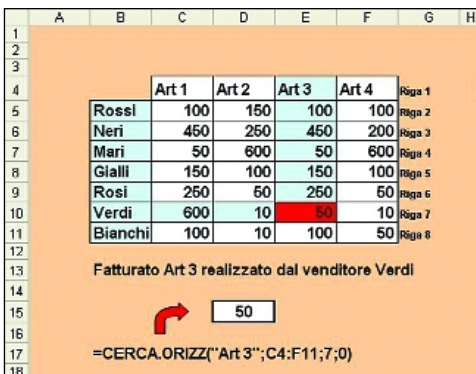 A B C D E F G H
1
2
3
4 Art 1 Art 2 Art 3 Art 4 Riga 1
5 Rossi 100 150 100 100 Riga 2
6 Neri 450 250 450 200 Riga 3
7 Mari 50 600 50 600 Riga 4
8 Gialli 150 100 150 100 Riga 5
9 Rosi 250 50 250 50 Riga 6
10 Verdi 600 10 50 10 Riga 7
11 Bianchi 100 10 100 50 Riga 8
12
13 Fatturato Art 3 realizzato dal venditore Verdi
14
15 50
16
17 =CERCA.ORIZZ("Art 3";C4:F11;7;0)
18